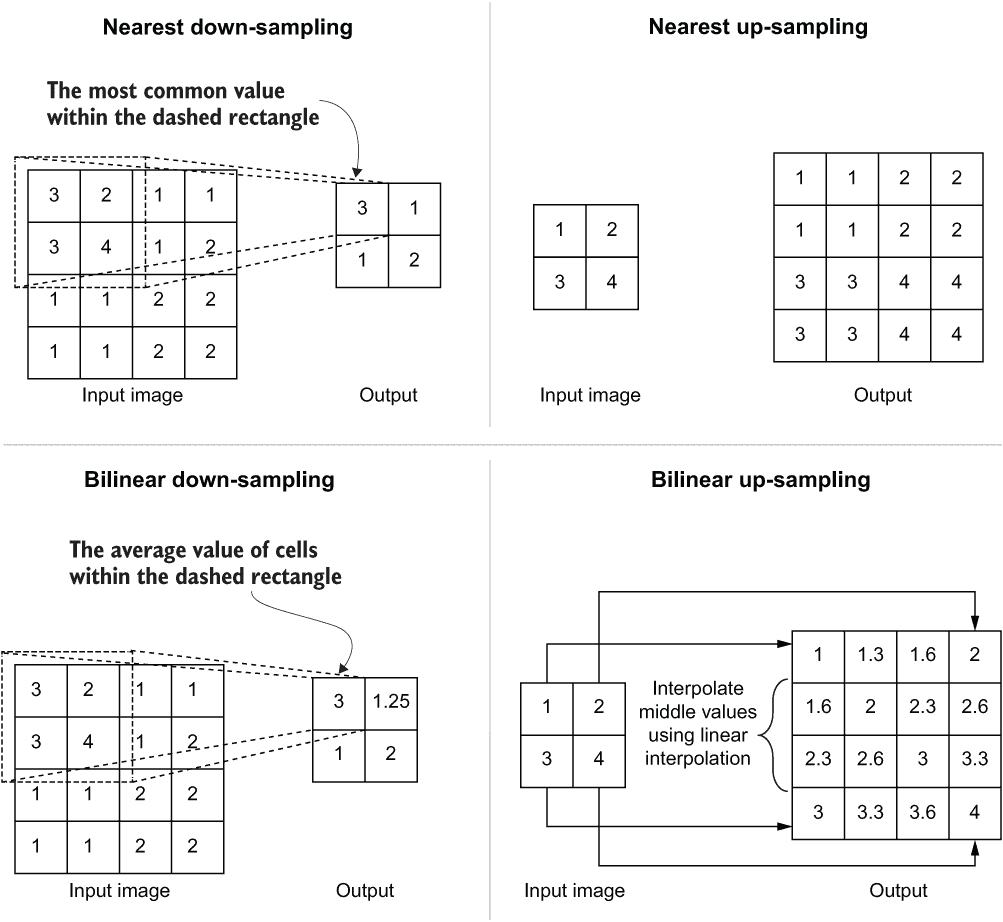 Nearest down-sampling
The most common value
within the dashed rectangle
3 2 1 1
3 4 1 2
1 1 2 2
1 1 2 2
Input image
3 1
1 2
Output
Nearest up-sampling
1 2
3 4
Input image
1 1 2 2
1 1 2 2
3 3 4 4
3 3 4 4
Output
Bilinear down-sampling
The average value of cells
within the dashed rectangle
3 2 1 1
3 4 1 2
1 1 2 2
1 1 2 2
Input image
3 1.25
1 2
Output
Bilinear up-sampling
1 2
3 4
Input image
Interpolate
middle values
using linear
interpolation
1 1.3 1.6 2
1.6 2 2.3 2.6
2.3 2.6 3 3.3
3 3.3 3.6 4
Output